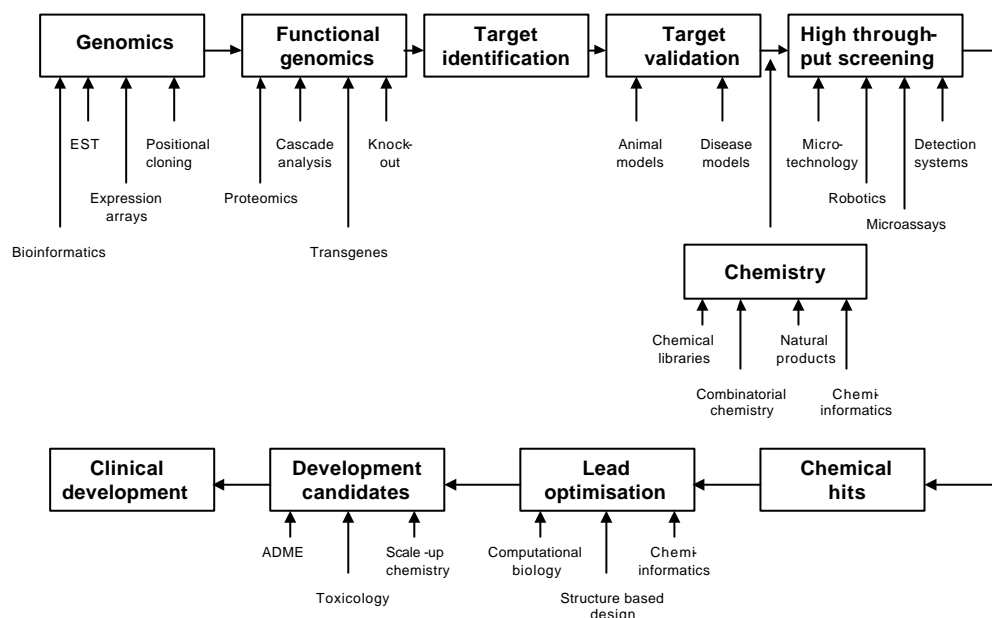 Genomics
Functional
genomics
Target
identification
Target
validation
High through-
put screening
EST
Positional
cloning
Expression
arrays
Bioinformatics
Cascade
analysis
Knock-
out
Proteomics
Transgenes
Animal
models
Disease
models
Micro-
technology
Detection
systems
Robotics
Microassays
Chemistry
Chemical
libraries
Natural
products
Combinatorial
chemistry
Chemi-
informatics
Clinical
development
Development
candidates
Lead
optimisation
Chemical
hits
ADME
Scale-up
chemistry
Toxicology
Computational
biology
Chemi-
informatics
Structure based
design